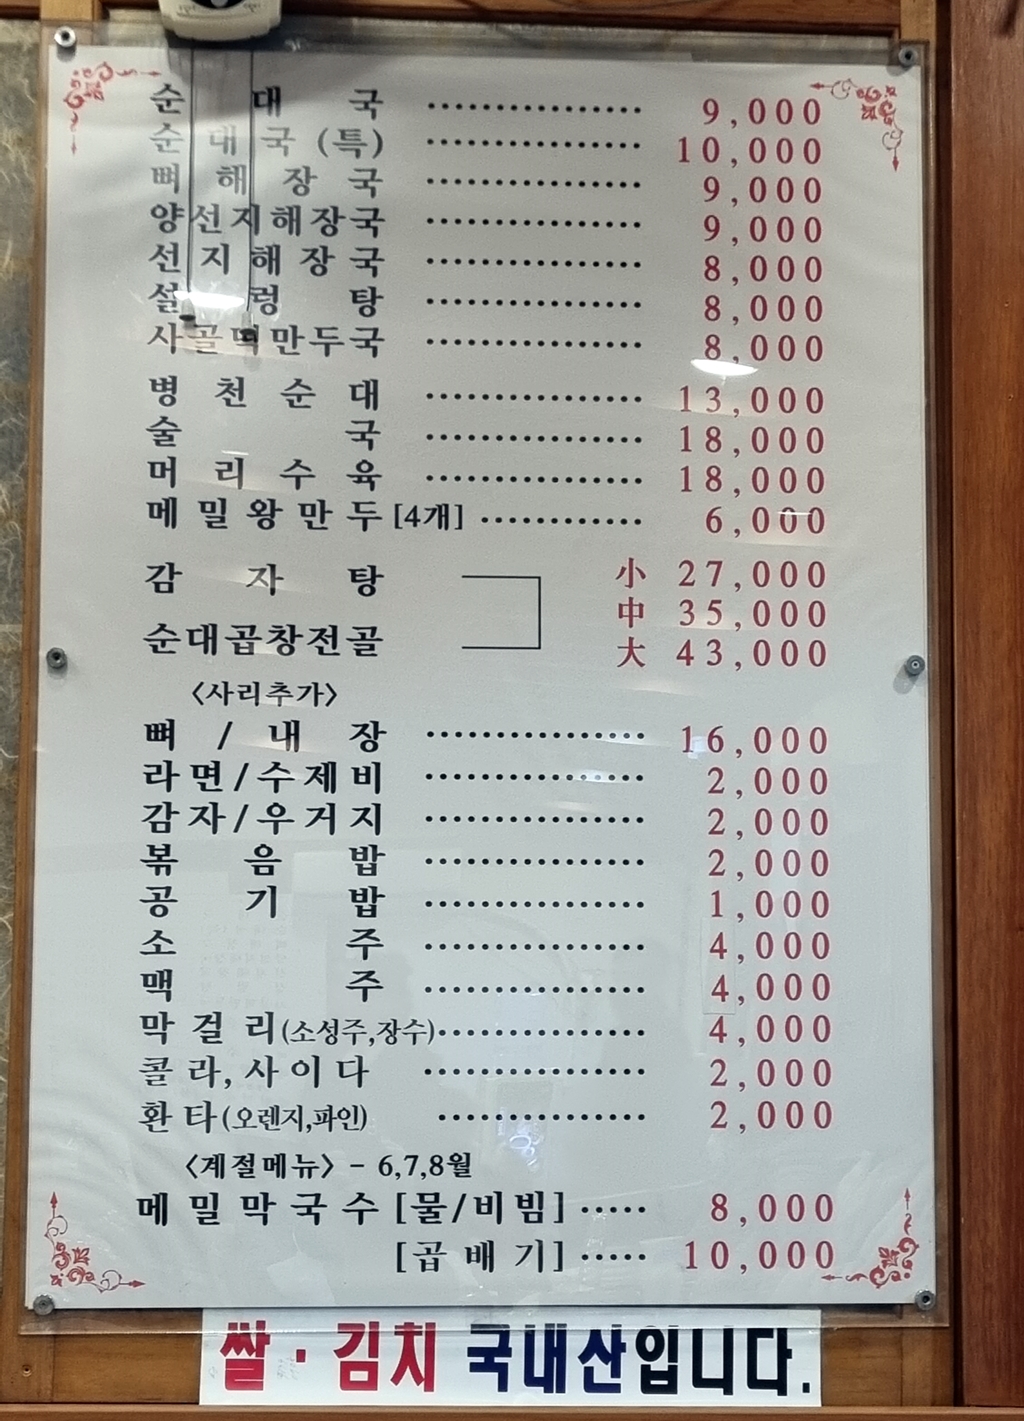 순대국 ················ 9,000
순대국(특) ················ 10,000
뼈해장국 ················ 9,000
양선지해장국 ················ 9,000
선지해장국 ················ 8,000
설렁탕 ················ 8,000
사골떡만두국 ················ 8,000
병천순대 ················ 13,000
술국 ················ 18,000
머리수육 ················ 18,000
메밀왕만두[4개] ············ 6,000
감자탕 小 27,000
中 35,000
순대곱창전골 大 43,000
〈사리추가〉
뼈/내장 ················ 16,000
라면/수제비 ················ 2,000
감자/우거지 ················ 2,000
볶음밥 ················ 2,000
공기밥 ················ 1,000
소주 ················ 4,000
맥주 ················ 4,000
막걸리(소성주,장수)················ 4,000
콜라,사이다 ················ 2,000
환타(오렌지,파인) ················ 2,000
〈계절메뉴〉 - 6,7,8월
메밀막국수[물/비빔] ····· 8,000
[곱배기] ····· 10,000
쌀·김치 국내산입니다.